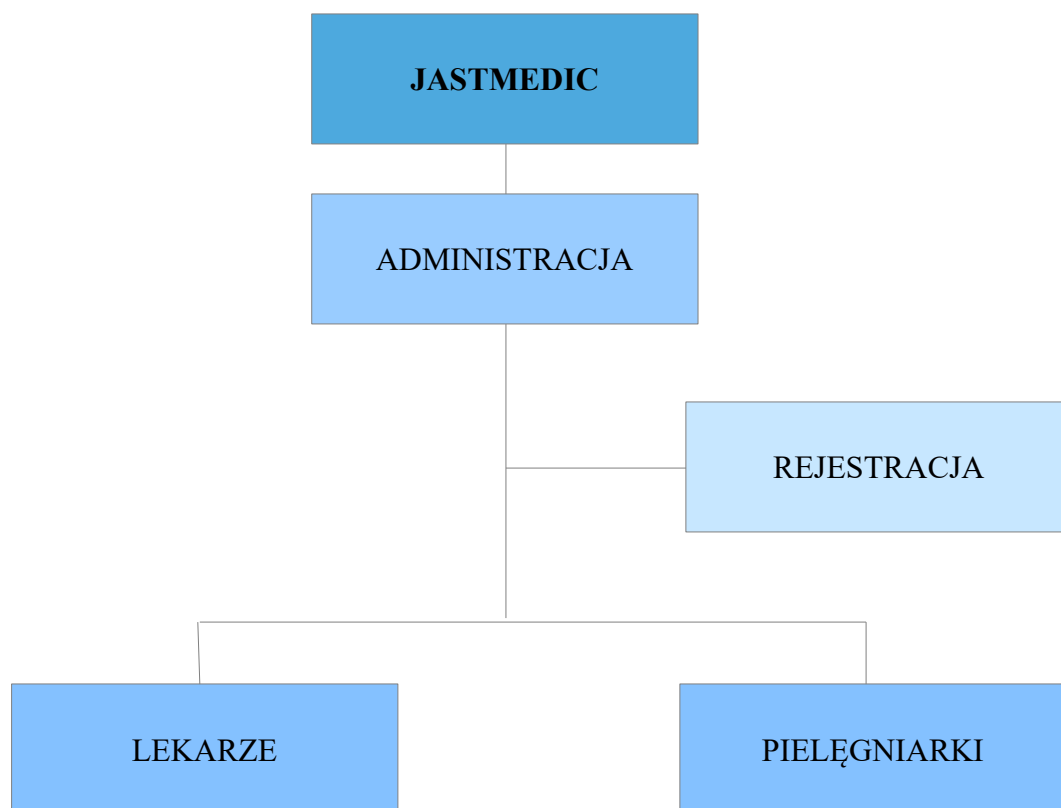 JASTMEDIC
ADMINISTRACJA
REJESTRACJA
LEKARZE
PIELĘGNIARKI